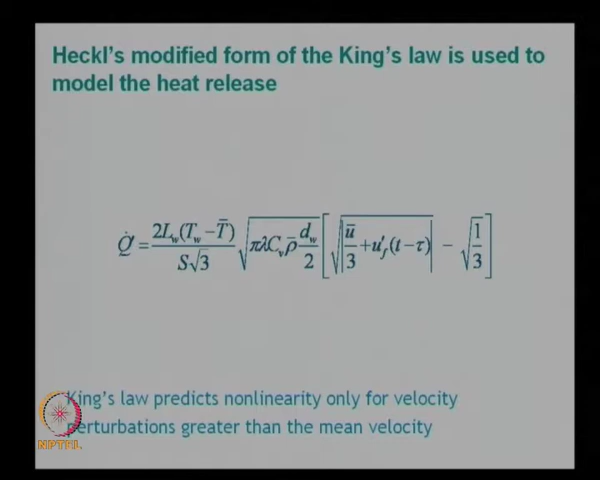 Heckl's modified form of the King's law is used to
model the heat release
Q̇' = 2L_w(T_w − T̄) / S√3 √(πλC_v ρ̄ d_w/2) [√|ū/3 + u'_f(t−τ)| − √(1/3)]
King's law predicts nonlinearity only for velocity
perturbations greater than the mean velocity
NPTEL